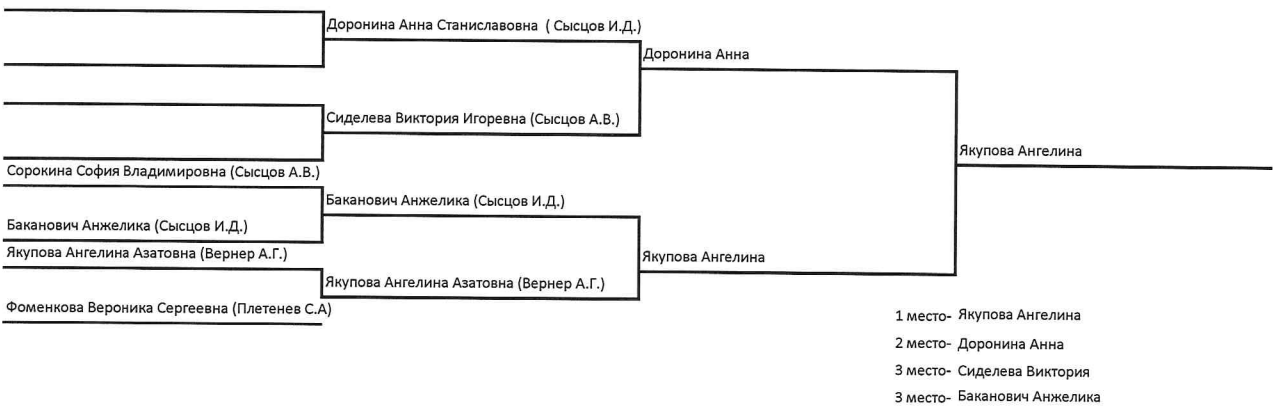 Доронина Анна Станиславовна ( Сысцов И.Д.)
Доронина Анна
Сиделева Виктория Игоревна (Сысцов А.В.)
Якупова Ангелина
Сорокина София Владимировна (Сысцов А.В.)
Баканович Анжелика (Сысцов И.Д.)
Баканович Анжелика (Сысцов И.Д.)
Якупова Ангелина Азатовна (Вернер А.Г.)
Якупова Ангелина
Якупова Ангелина Азатовна (Вернер А.Г.)
Фоменкова Вероника Сергеевна (Плетенев С.А)
1 место- Якупова Ангелина
2 место- Доронина Анна
3 место- Сиделева Виктория
3 место- Баканович Анжелика